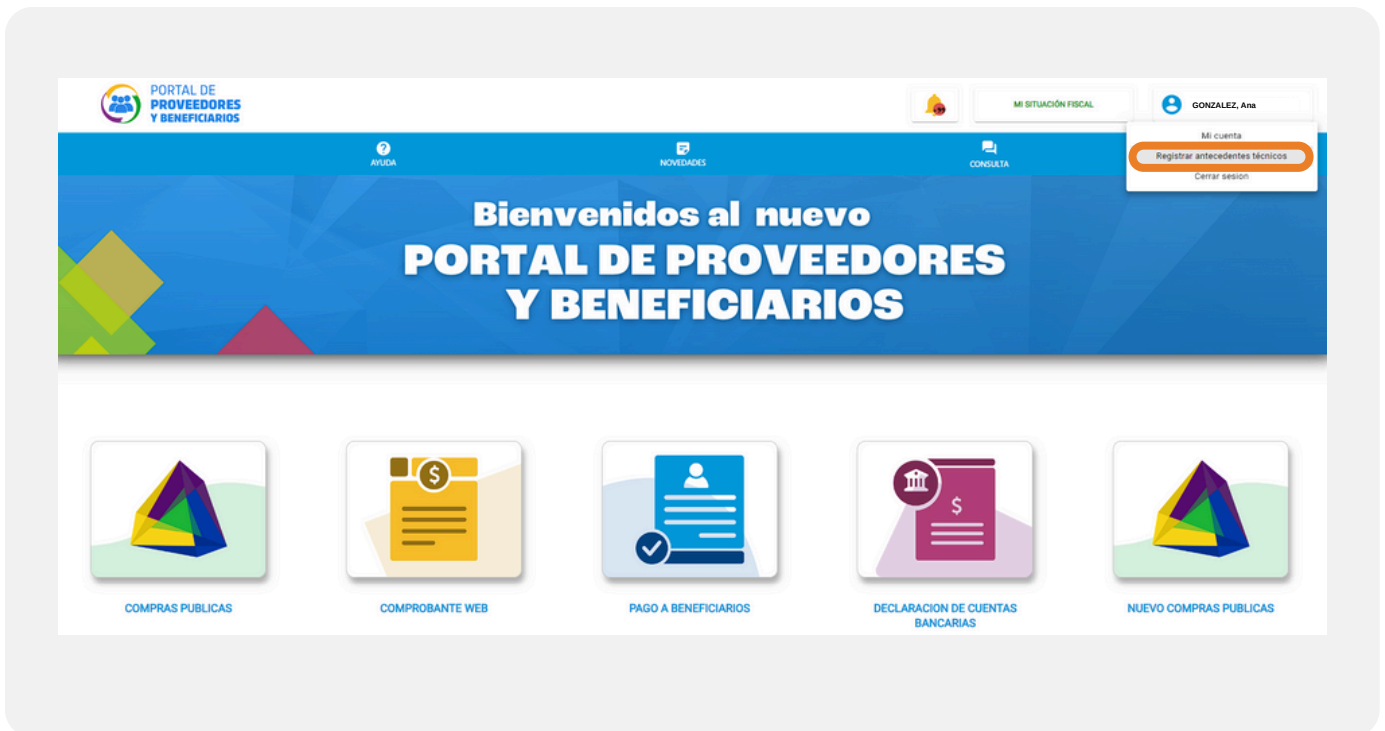 PORTAL DE
PROVEEDORES
Y BENEFICIARIOS
MI SITUACIÓN FISCAL
GONZALEZ, Ana
Mi cuenta
Registrar antecedentes técnicos
Cerrar sesion
AYUDA
NOVEDADES
CONSULTA
Bienvenidos al nuevo
PORTAL DE PROVEEDORES
Y BENEFICIARIOS
$
$
COMPRAS PUBLICAS
COMPROBANTE WEB
PAGO A BENEFICIARIOS
DECLARACION DE CUENTAS
BANCARIAS
NUEVO COMPRAS PUBLICAS